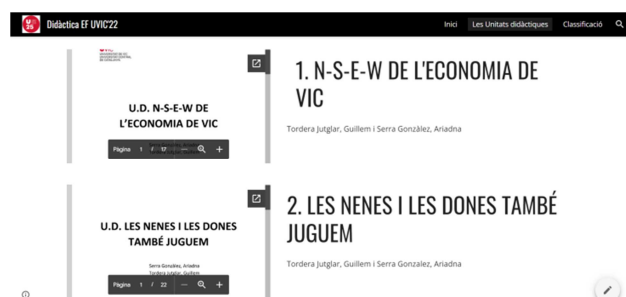 Didàctica EF UVIC'22
Inici Les Unitats didàctiques Classificació
U.D. N-S-E-W DE
L'ECONOMIA DE VIC
Pàgina 1 / 17
1. N-S-E-W DE L'ECONOMIA DE
VIC
Tordera Jutglar, Guillem i Serra González, Ariadna
U.D. LES NENES I LES DONES
TAMBÉ JUGUEM
Serra González, Ariadna
Tordera Jutglar, Guillem
Pàgina 1 / 22
2. LES NENES I LES DONES TAMBÉ
JUGUEM
Tordera Jutglar, Guillem i Serra Gonzalez, Ariadna